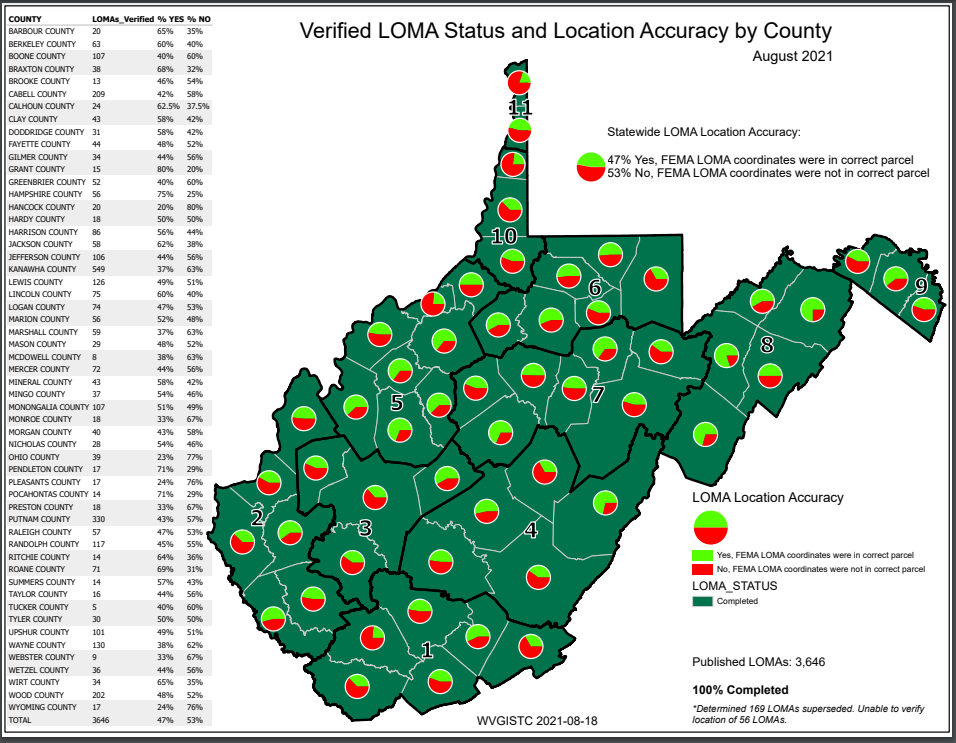 Verified LOMA Status and Location Accuracy by County
August 2021
COUNTY LOMAs_Verified % YES % NO
BARBOUR COUNTY 20 65% 35%
BERKELEY COUNTY 63 60% 40%
BOONE COUNTY 107 40% 60%
BRAXTON COUNTY 38 68% 32%
BROOKE COUNTY 13 46% 54%
CABELL COUNTY 209 42% 58%
CALHOUN COUNTY 24 62.5% 37.5%
CLAY COUNTY 43 58% 42%
DODDRIDGE COUNTY 31 58% 42%
FAYETTE COUNTY 44 48% 52%
GILMER COUNTY 34 44% 56%
GRANT COUNTY 15 80% 20%
GREENBRIER COUNTY 52 40% 60%
HAMPSHIRE COUNTY 56 75% 25%
HANCOCK COUNTY 20 20% 80%
HARDY COUNTY 18 50% 50%
HARRISON COUNTY 86 56% 44%
JACKSON COUNTY 58 62% 38%
JEFFERSON COUNTY 106 44% 56%
KANAWHA COUNTY 549 37% 63%
LEWIS COUNTY 126 49% 51%
LINCOLN COUNTY 75 60% 40%
LOGAN COUNTY 74 47% 53%
MARION COUNTY 56 52% 48%
MARSHALL COUNTY 59 37% 63%
MASON COUNTY 29 48% 52%
MCDOWELL COUNTY 8 38% 63%
MERCER COUNTY 72 44% 56%
MINERAL COUNTY 43 58% 42%
MINGO COUNTY 37 54% 46%
MONONGALIA COUNTY 107 51% 49%
MONROE COUNTY 18 33% 67%
MORGAN COUNTY 40 43% 58%
NICHOLAS COUNTY 28 54% 46%
OHIO COUNTY 39 23% 77%
PENDLETON COUNTY 17 71% 29%
PLEASANTS COUNTY 17 24% 76%
POCAHONTAS COUNTY 14 71% 29%
PRESTON COUNTY 18 33% 67%
PUTNAM COUNTY 330 43% 57%
RALEIGH COUNTY 57 47% 53%
RANDOLPH COUNTY 117 45% 55%
RITCHIE COUNTY 14 64% 36%
ROANE COUNTY 71 69% 31%
SUMMERS COUNTY 14 57% 43%
TAYLOR COUNTY 16 44% 56%
TUCKER COUNTY 5 40% 60%
TYLER COUNTY 30 50% 50%
UPSHUR COUNTY 101 49% 51%
WAYNE COUNTY 130 38% 62%
WEBSTER COUNTY 9 33% 67%
WETZEL COUNTY 36 44% 56%
WIRT COUNTY 34 65% 35%
WOOD COUNTY 202 48% 52%
WYOMING COUNTY 17 24% 76%
TOTAL 3646 47% 53%
11
Statewide LOMA Location Accuracy:
47% Yes, FEMA LOMA coordinates were in correct parcel
53% No, FEMA LOMA coordinates were not in correct parcel
10
6
9
8
7
5
2
3
4
1
LOMA Location Accuracy
Yes, FEMA LOMA coordinates were in correct parcel
No, FEMA LOMA coordinates were not in correct parcel
LOMA_STATUS
Completed
Published LOMAs: 3,646
100% Completed
*Determined 169 LOMAs superseded. Unable to verify
location of 56 LOMAs.
WVGISTC 2021-08-18